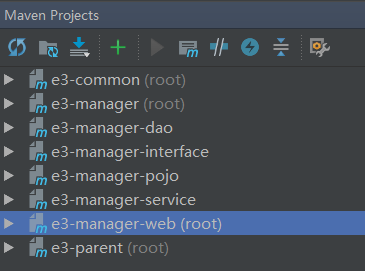 Maven Projects
e3-common (root)
e3-manager (root)
e3-manager-dao
e3-manager-interface
e3-manager-pojo
e3-manager-service
e3-manager-web (root)
e3-parent (root)